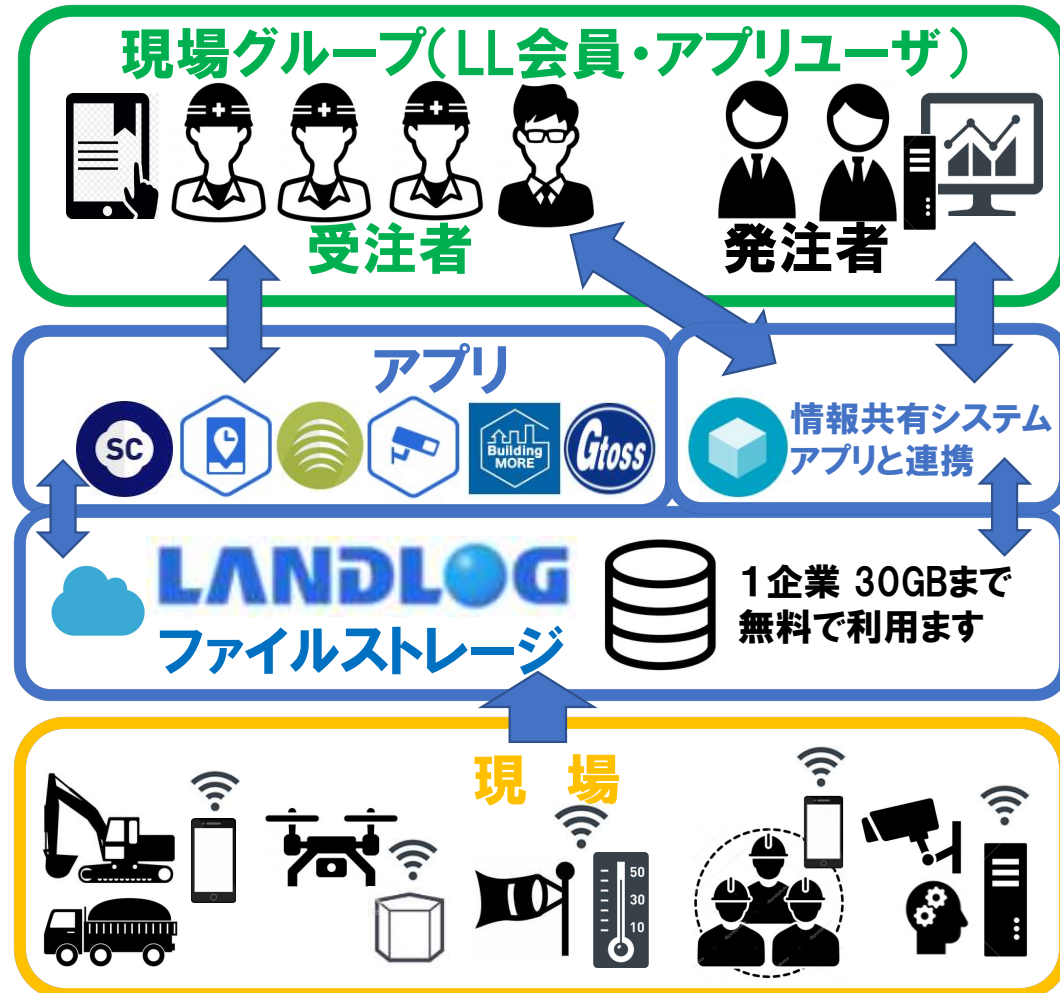 現場グループ(LL会員・アプリユーザ)
受注者
発注者
アプリ
SC
Building
MORE
Gtoss
情報共有システム
アプリと連携
LANDLOG
ファイルストレージ
1企業 30GBまで
無料で利用ます
現 場
50
30
10